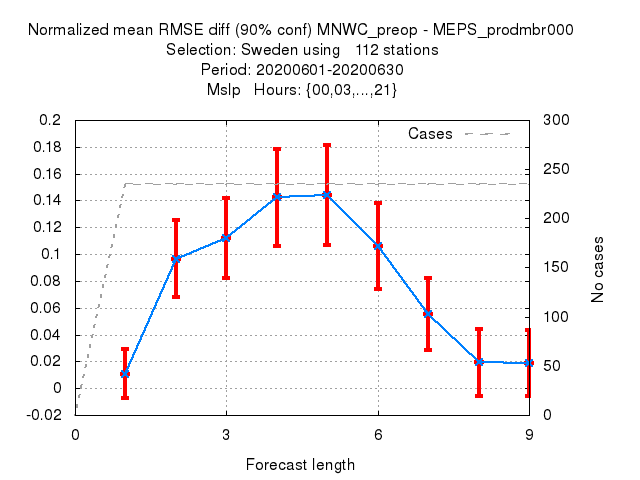 Normalized mean RMSE diff (90% conf) MNWC_preop - MEPS_prodmbr000
Selection: Sweden using 112 stations
Period: 20200601-20200630
Mslp Hours: {00,03,...,21}
Cases
0.2
0.18
0.16
0.14
0.12
0.1
0.08
0.06
0.04
0.02
0
-0.02
300
250
200
150
100
50
0
No cases
0 3 6 9
Forecast length